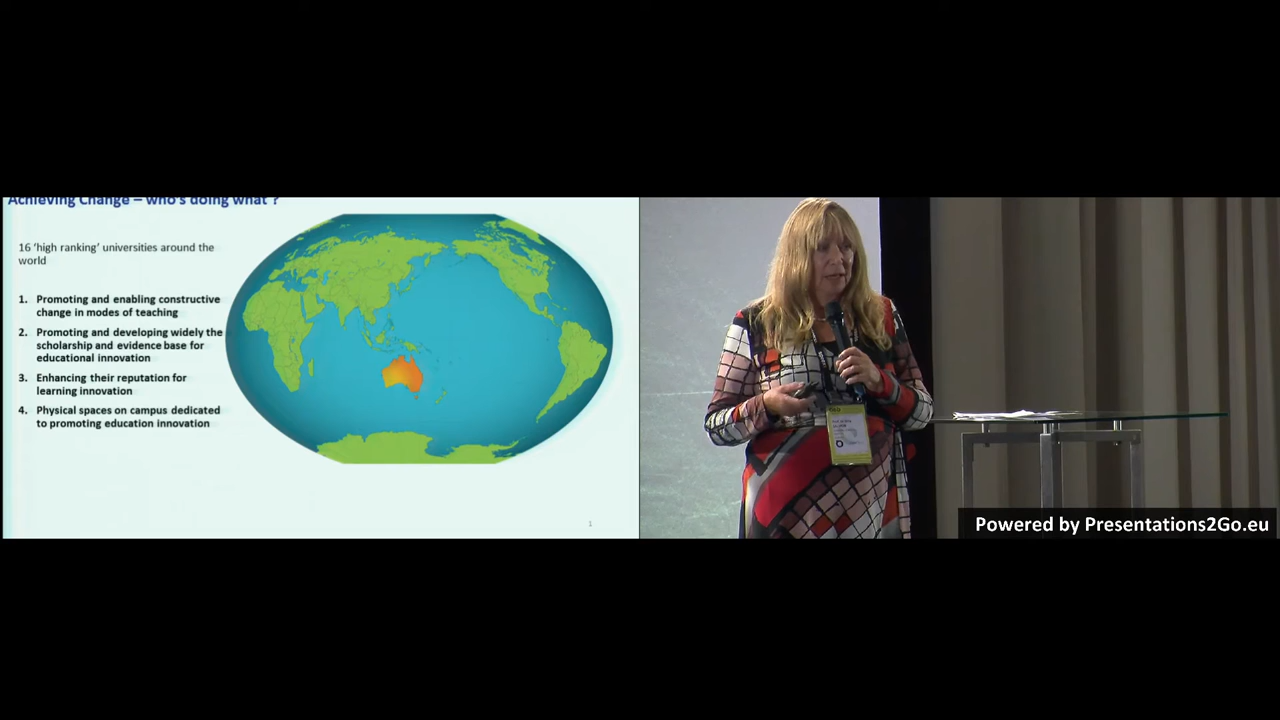 Achieving Change – who's doing what ?
16 'high ranking' universities around the
world
1. Promoting and enabling constructive
change in modes of teaching
2. Promoting and developing widely the
scholarship and evidence base for
educational innovation
3. Enhancing their reputation for
learning innovation
4. Physical spaces on campus dedicated
to promoting education innovation
1
Powered by Presentations2Go.eu